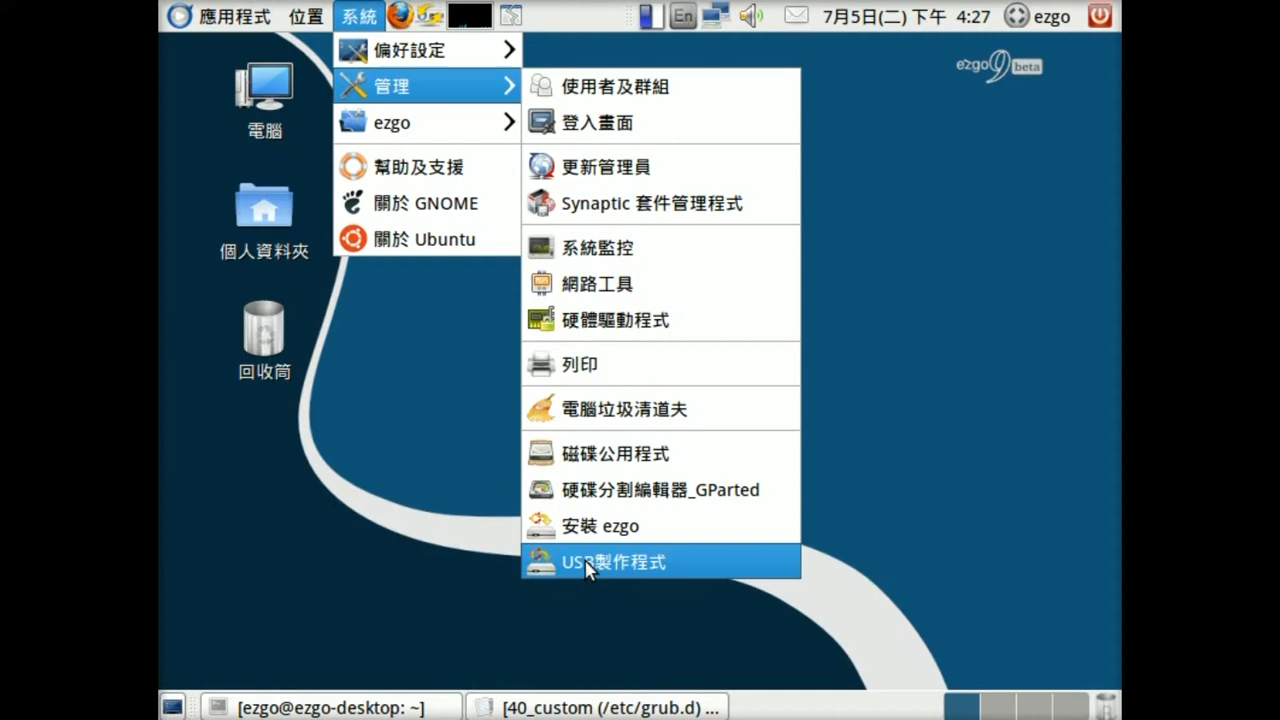 應用程式 位置 系統 En 7月5日(二) 下午 4:27 ezgo
偏好設定
管理
ezgo
幫助及支援
關於 GNOME
關於 Ubuntu
使用者及群組
登入畫面
更新管理員
Synaptic 套件管理程式
系統監控
網路工具
硬體驅動程式
列印
電腦垃圾清道夫
磁碟公用程式
硬碟分割編輯器_GParted
安裝 ezgo
USB製作程式
電腦
個人資料夾
回收筒
ezgo9 beta
[ezgo@ezgo-desktop: ~] [40_custom (/etc/grub.d) ...